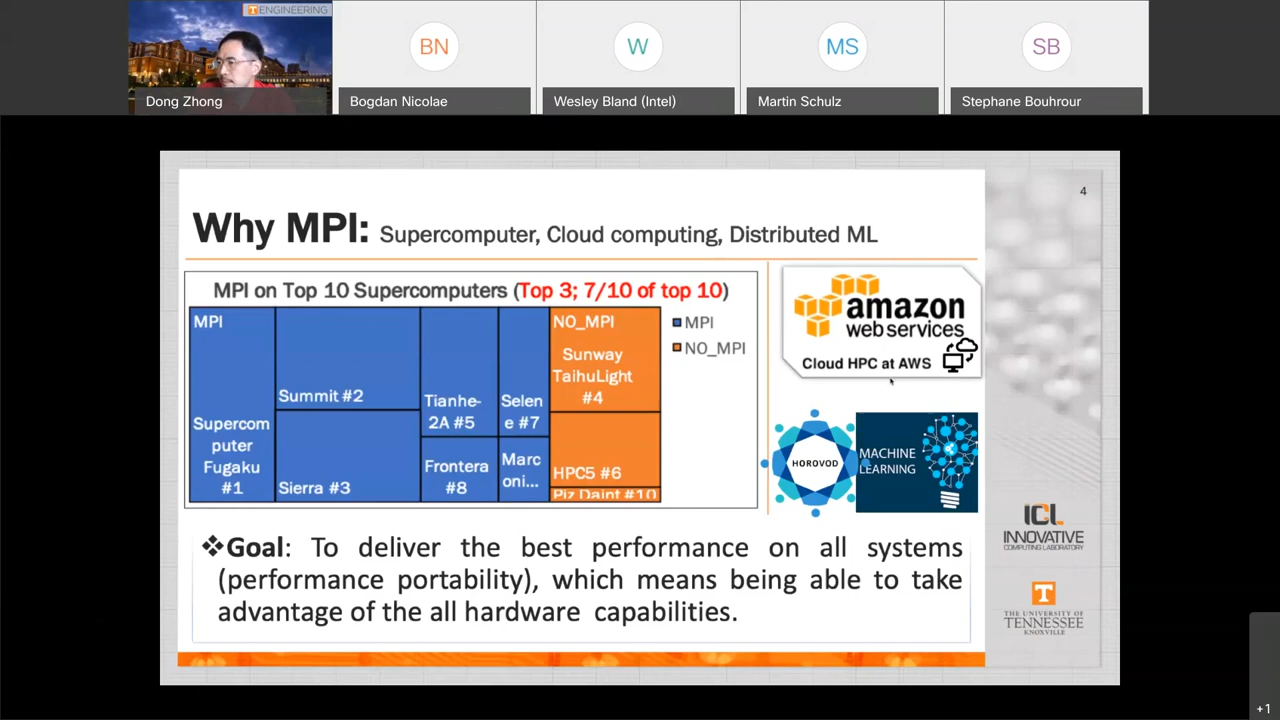 T ENGINEERING
BN
W
MS
SB
Dong Zhong
Bogdan Nicolae
Wesley Bland (Intel)
Martin Schulz
Stephane Bouhrour
4
Why MPI: Supercomputer, Cloud computing, Distributed ML
MPI on Top 10 Supercomputers (Top 3; 7/10 of top 10)
MPI
Supercom
puter
Fugaku
#1
Summit #2
Sierra #3
Tianhe-
2A #5
Frontera
#8
Selen
e #7
Marc
oni...
NO_MPI
Sunway
TaihuLight
#4
HPC5 #6
Piz Daint #10
MPI
NO_MPI
amazon
web services
Cloud HPC at AWS
HOROVOD
MACHINE
LEARNING
❖Goal: To deliver the best performance on all systems
(performance portability), which means being able to take
advantage of the all hardware capabilities.
ICL
INNOVATIVE
COMPUTING LABORATORY
T
THE UNIVERSITY OF
TENNESSEE
KNOXVILLE
+1